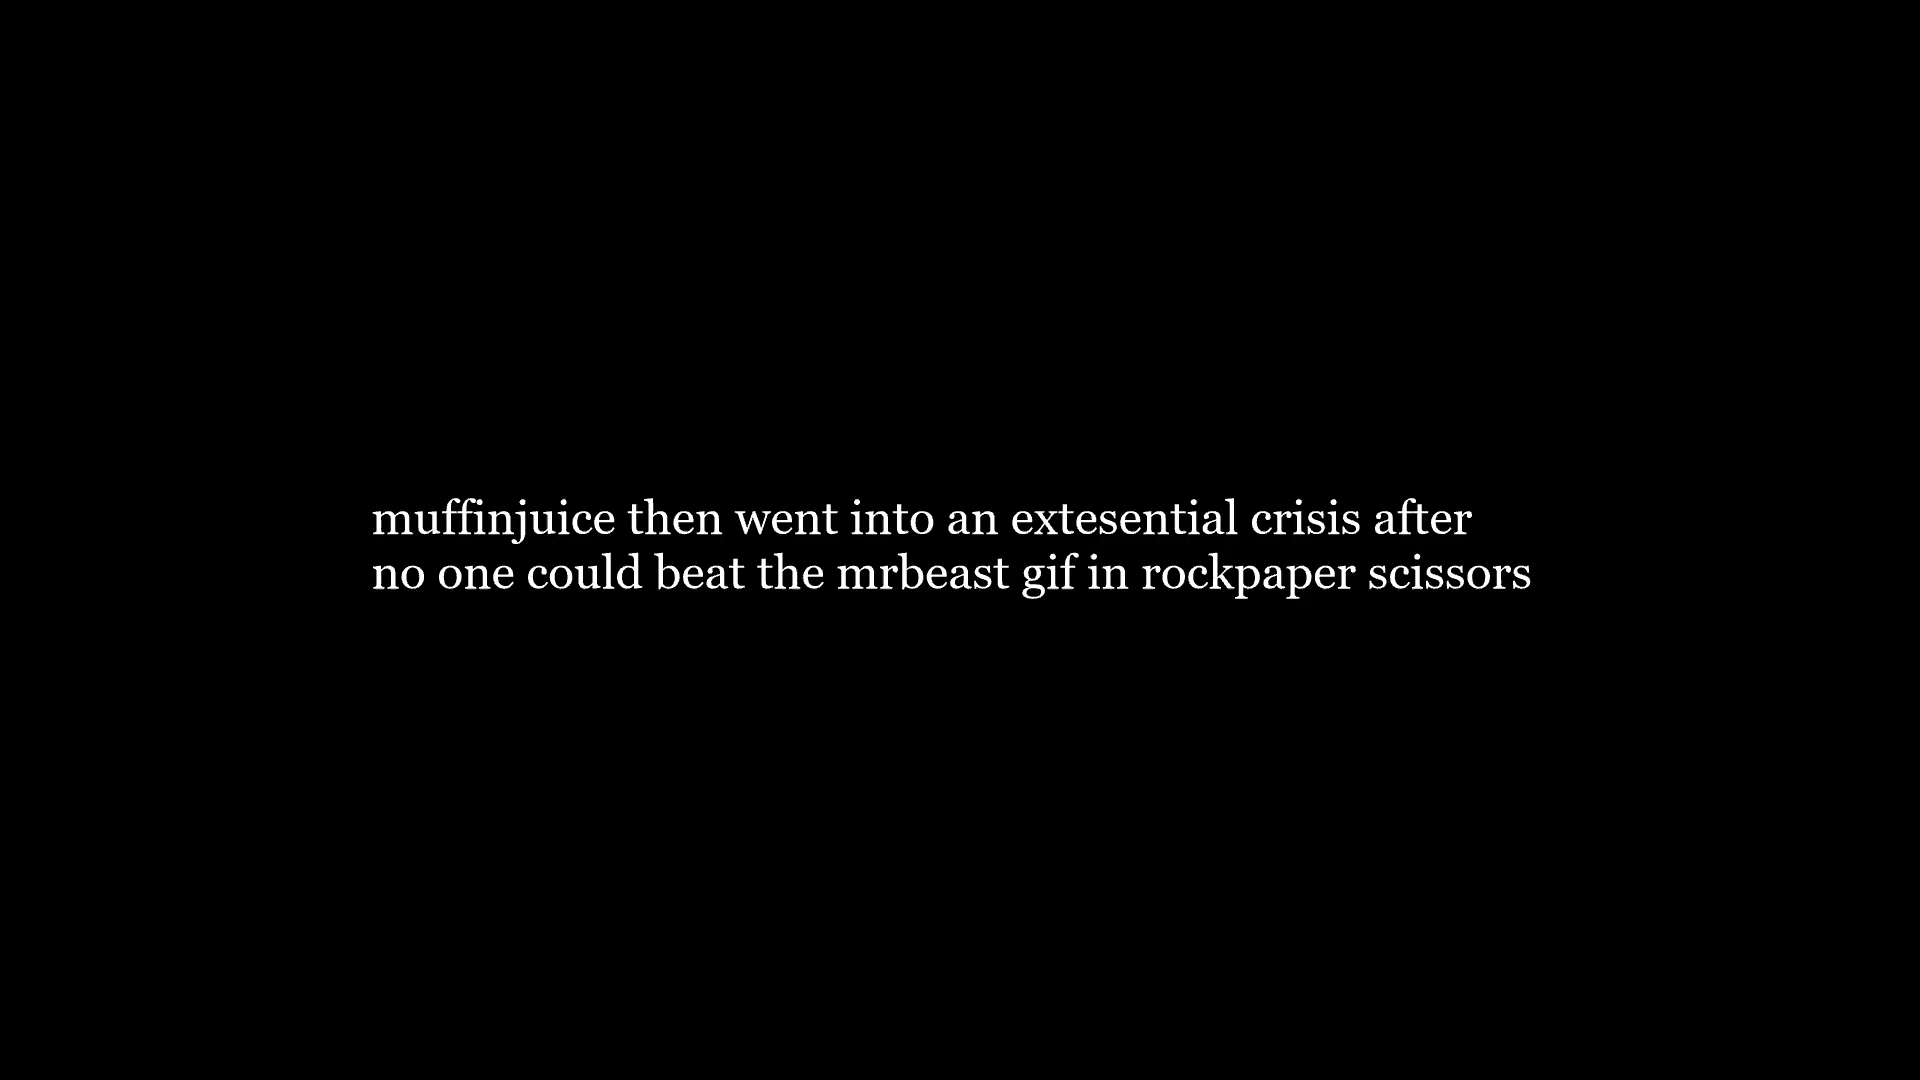 muffinjuice then went into an extesential crisis after
no one could beat the mrbeast gif in rockpaper scissors